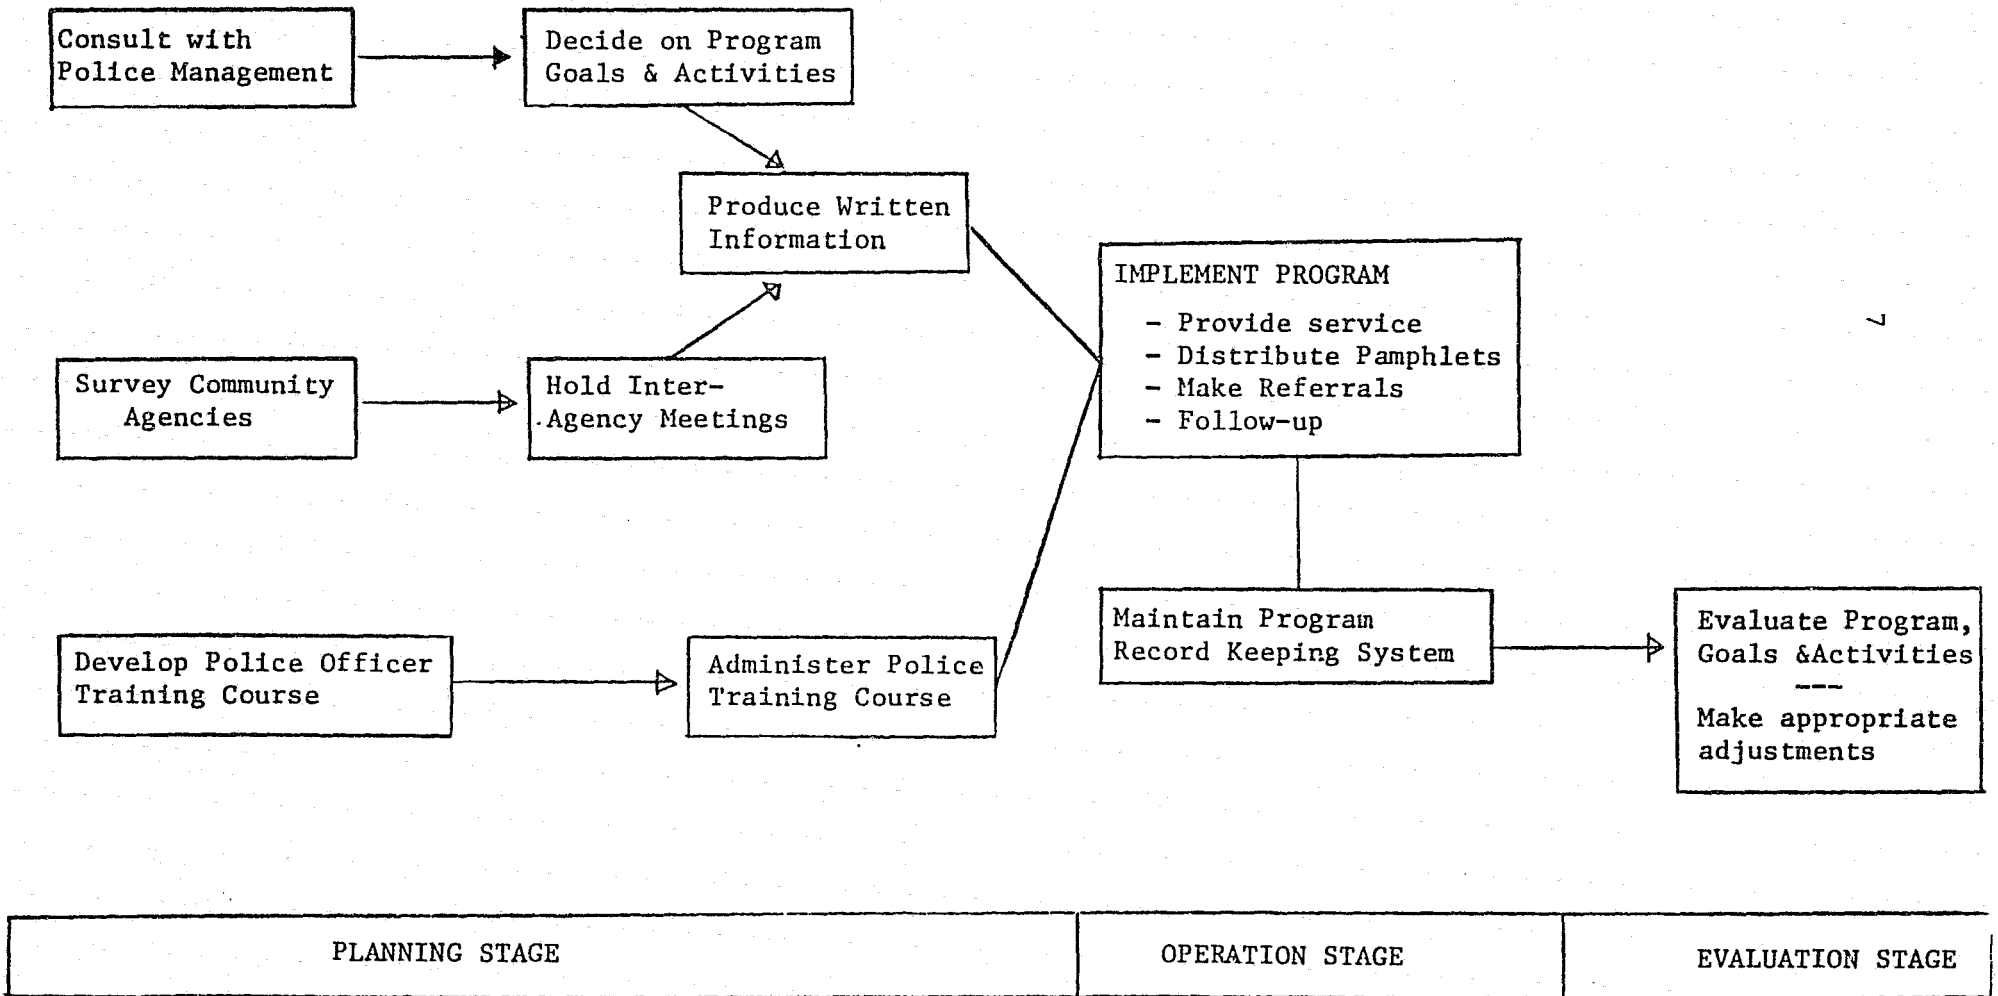 Consult with
Police Management
Decide on Program
Goals & Activities
Produce Written
Information
Survey Community
Agencies
Hold Inter-
Agency Meetings
IMPLEMENT PROGRAM
- Provide service
- Distribute Pamphlets
- Make Referrals
- Follow-up
7
Develop Police Officer
Training Course
Administer Police
Training Course
Maintain Program
Record Keeping System
Evaluate Program,
Goals &Activities
---
Make appropriate
adjustments
PLANNING STAGE
OPERATION STAGE
EVALUATION STAGE